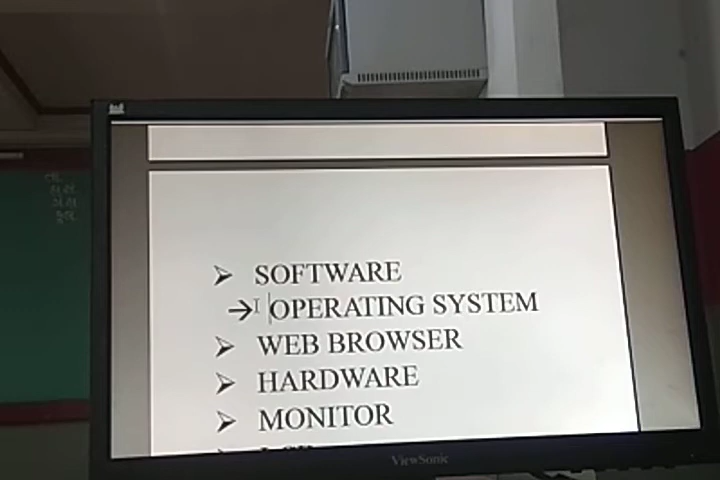 ➢ SOFTWARE
→ OPERATING SYSTEM
➢ WEB BROWSER
➢ HARDWARE
➢ MONITOR
ViewSonic